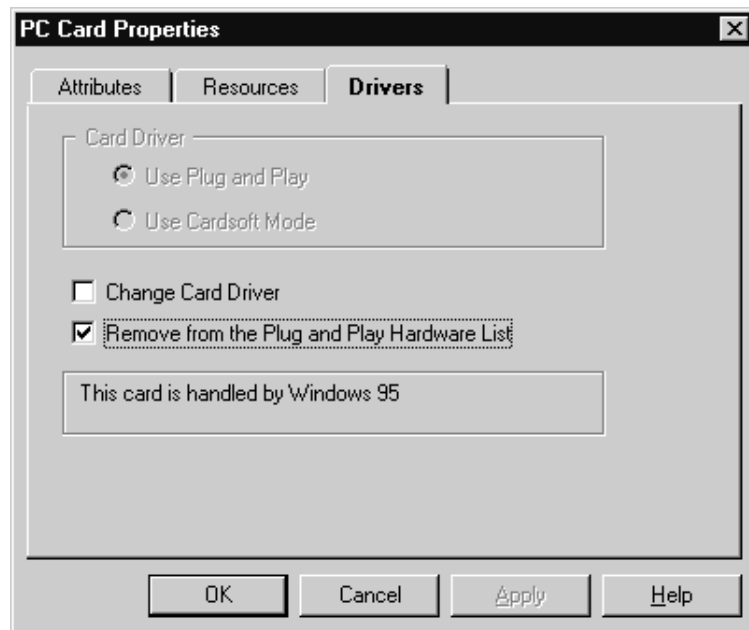 PC Card Properties
Attributes Resources Drivers
Card Driver
Use Plug and Play
Use Cardsoft Mode
Change Card Driver
Remove from the Plug and Play Hardware List
This card is handled by Windows 95
OK Cancel Apply Help